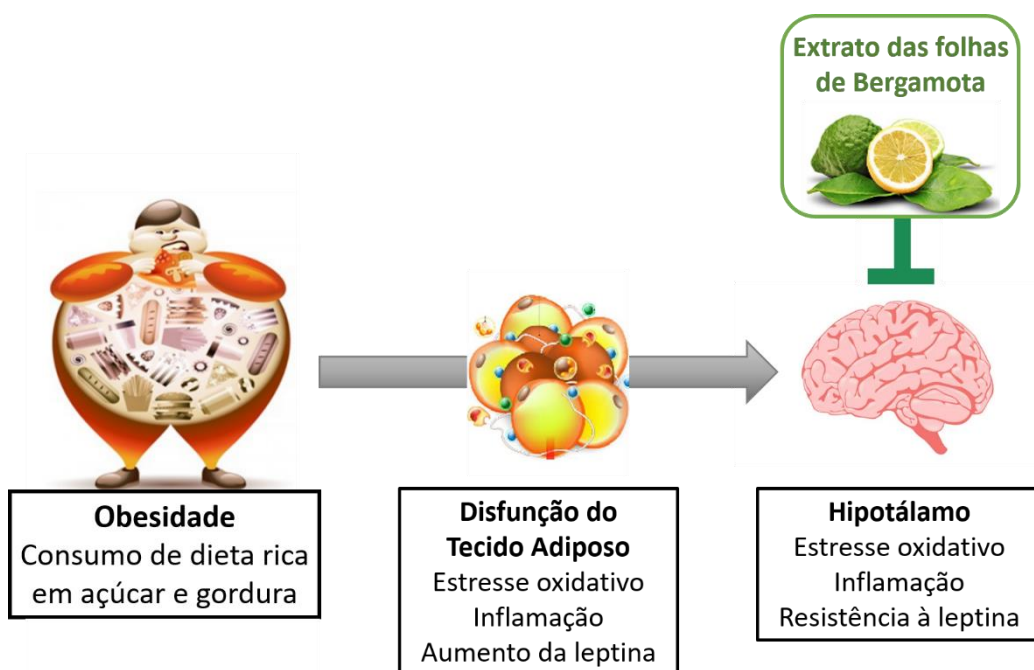 Extrato das folhas
de Bergamota
Obesidade
Consumo de dieta rica
em açúcar e gordura
Disfunção do
Tecido Adiposo
Estresse oxidativo
Inflamação
Aumento da leptina
Hipotálamo
Estresse oxidativo
Inflamação
Resistência à leptina